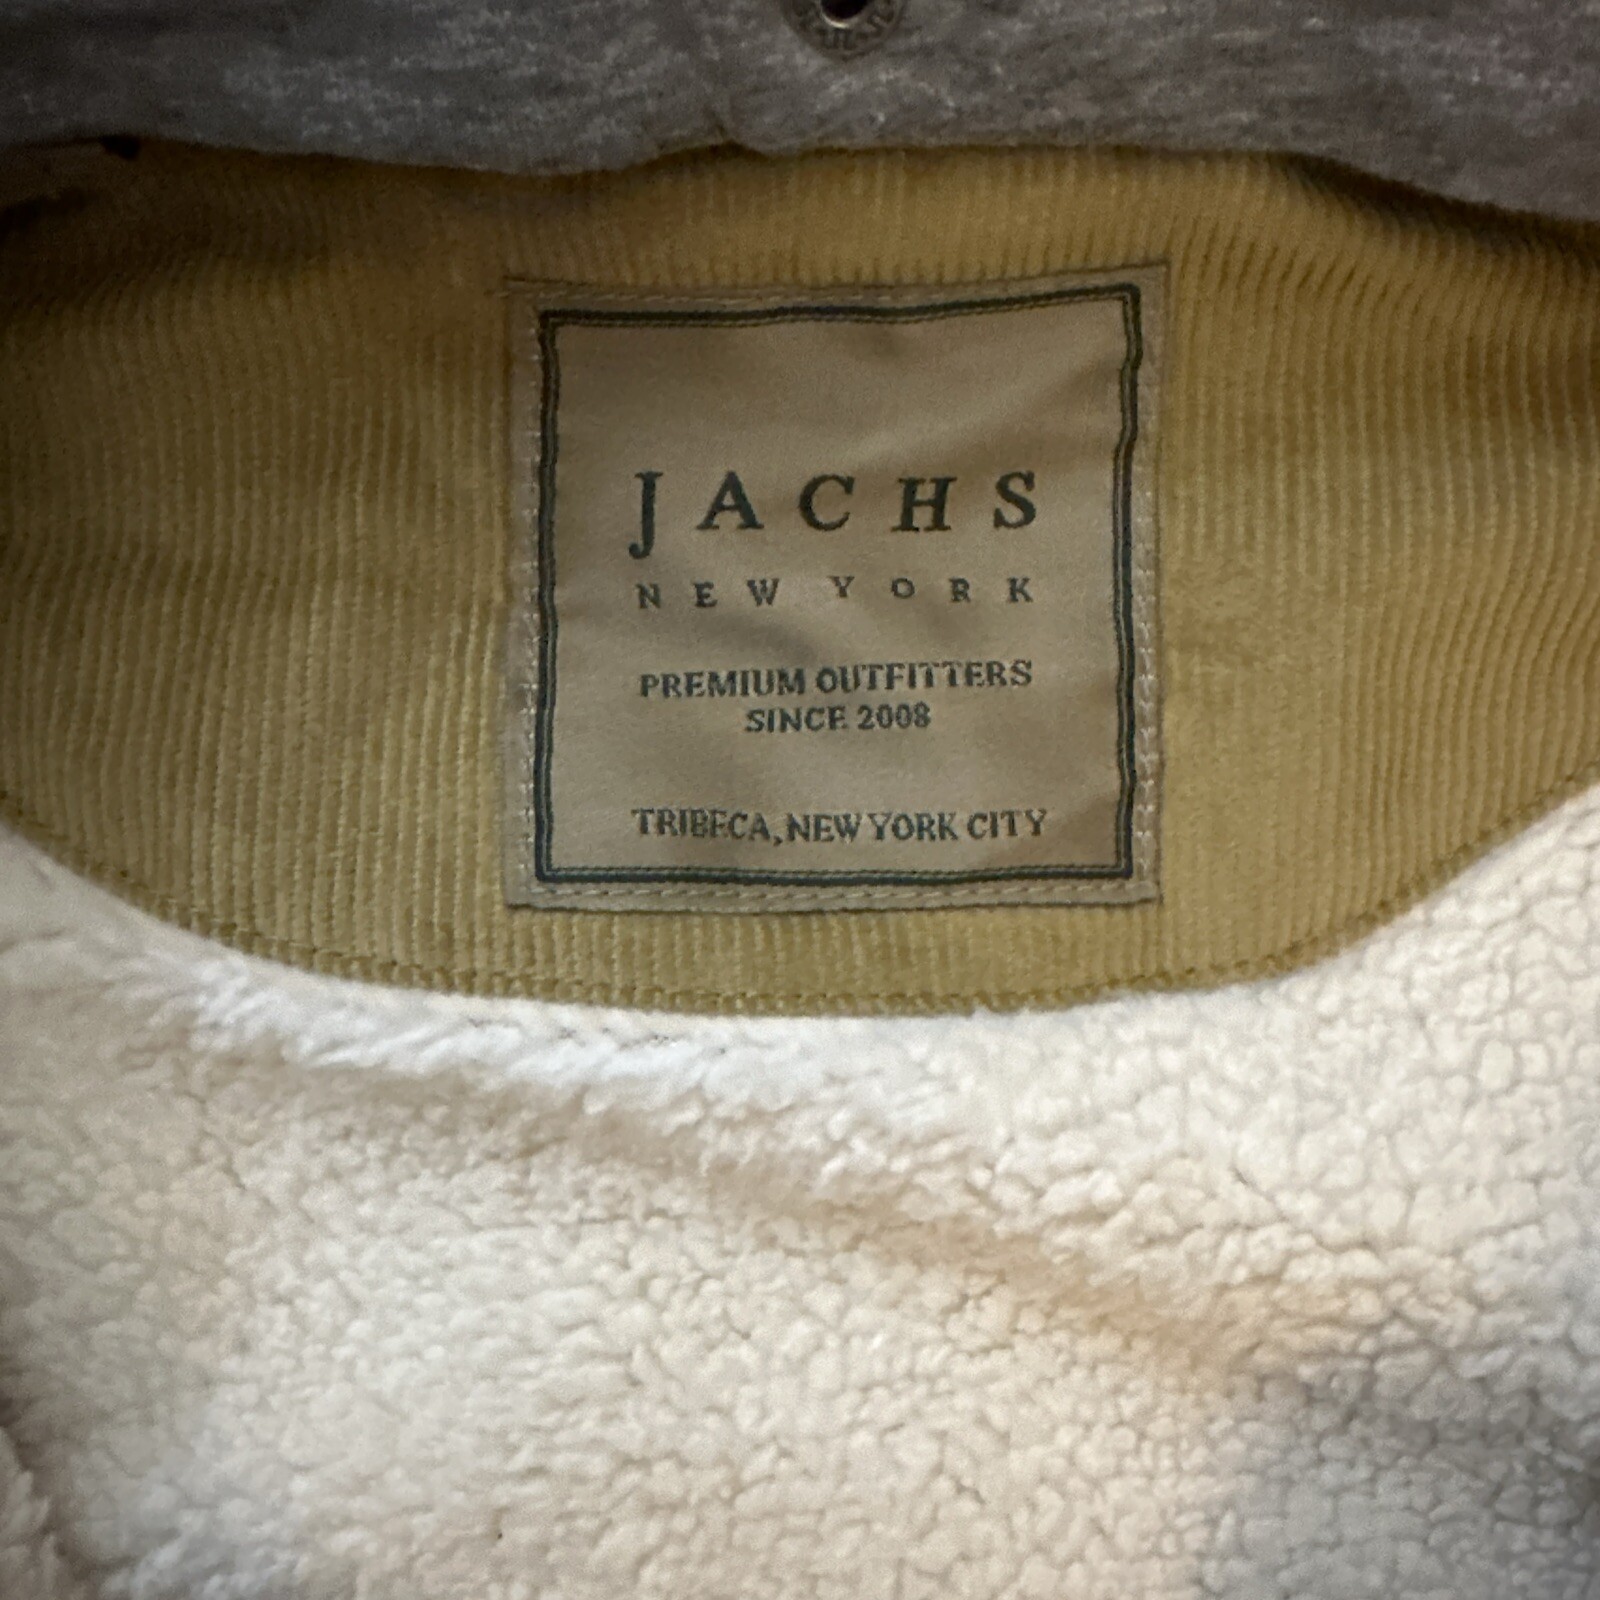 JACHS
NEW YORK
PREMIUM OUTFITTERS
SINCE 2008
TRIBECA, NEW YORK CITY